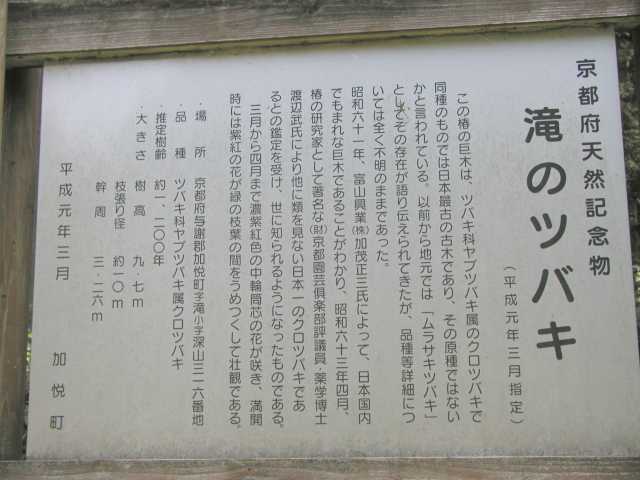 京都府天然記念物
滝のツバキ
(平成元年三月指定)
この椿の巨木は、ツバキ科ヤブツバキ属のクロツバキで
同種のものでは日本最古の古木であり、その原種ではない
かと言われている。以前から地元では「ムラサキツバキ」
としてその存在が語り伝えられてきたが、品種等詳細につ
いては全く不明のままであった。
昭和六十一年、富山興業㈱加茂正三氏によって、日本国内
でもまれな巨木であることがわかり、昭和六十三年四月、
椿の研究家として著名な㈶京都園芸倶楽部評議員・薬学博士
渡辺武氏により他に類を見ない日本一のクロツバキであ
るとの鑑定を受け、世に知られるようになったものである。
三月から四月まで濃紫紅色の中輪筒芯の花が咲き、満開
時には紫紅の花が緑の枝葉の間をうめつくして壮観である。
・場所 京都府与謝郡加悦町字滝小字深山三一六番地
・品種 ツバキ科ヤブツバキ属クロツバキ
・推定樹齢 約一、二〇〇年
・大きさ 樹高 九・七m
枝張り径 約一〇m
幹周 三・二六m
平成元年三月 加悦町